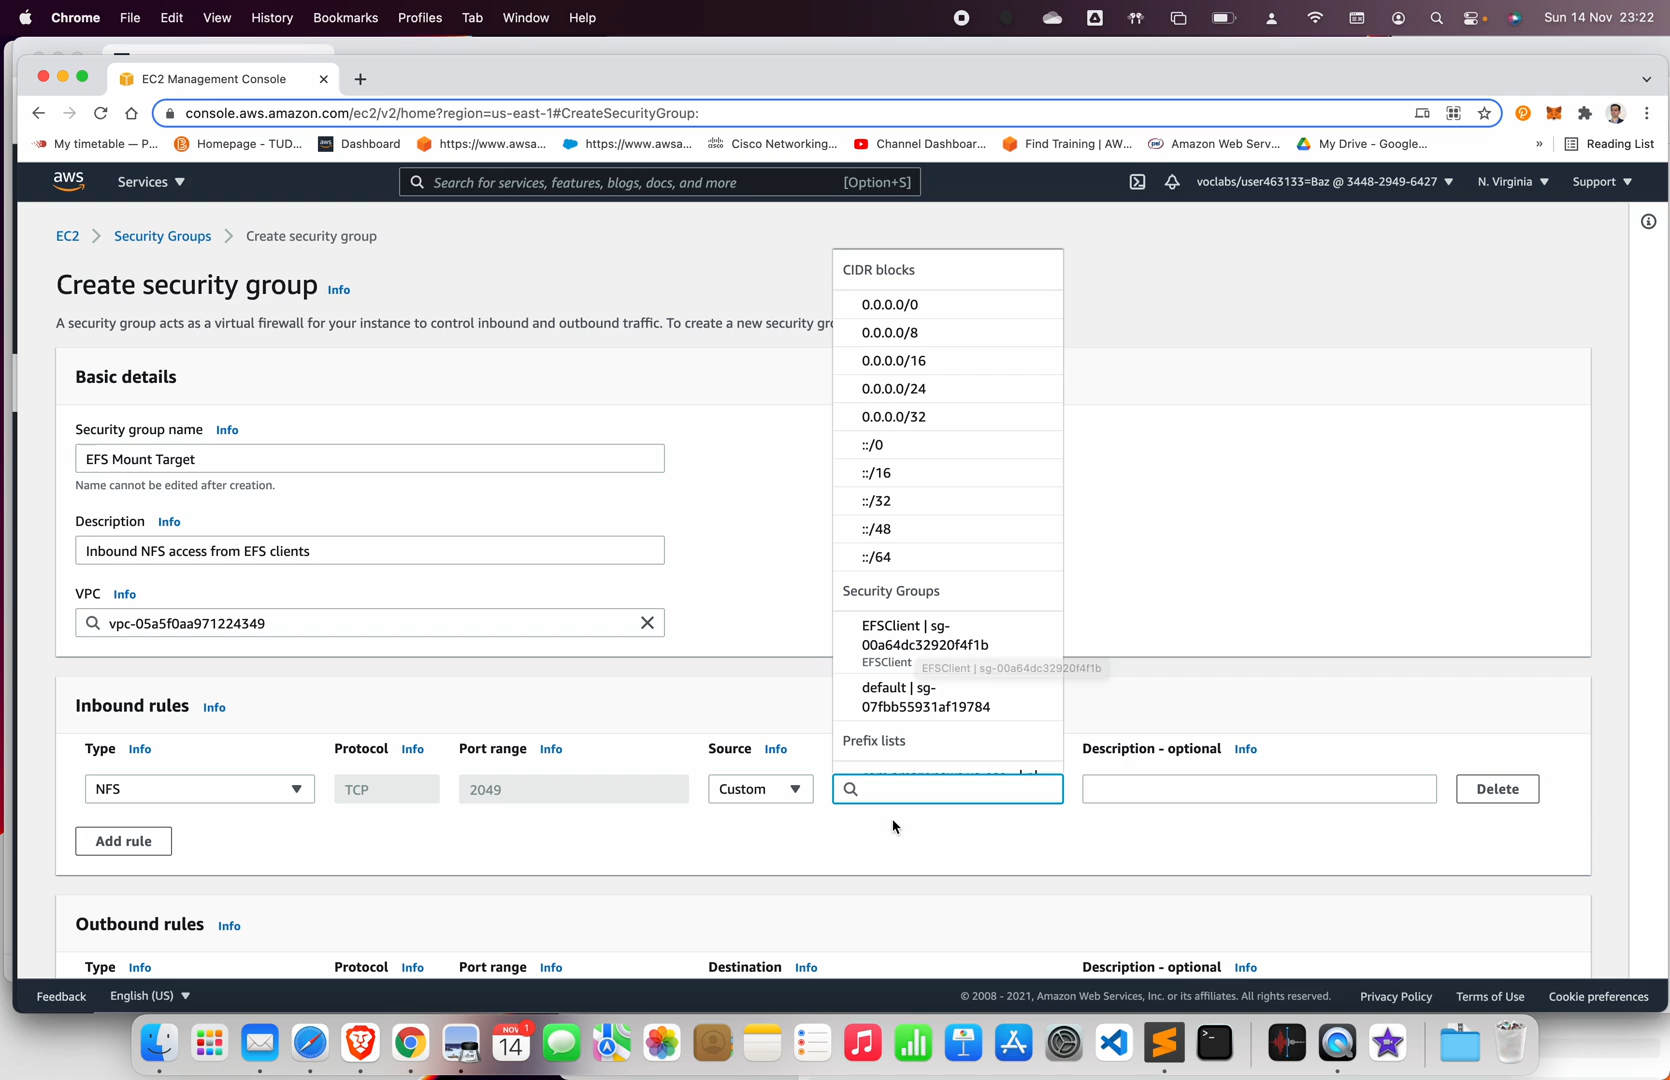 Chrome File Edit View History Bookmarks Profiles Tab Window Help Sun 14 Nov 23:22
EC2 Management Console
console.aws.amazon.com/ec2/v2/home?region=us-east-1#CreateSecurityGroup:
My timetable — P... Homepage - TUD... Dashboard https://www.awsa... https://www.awsa... Cisco Networking... Channel Dashboar... Find Training | AW... Amazon Web Serv... My Drive - Google... » Reading List
aws Services Search for services, features, blogs, docs, and more [Option+S] voclabs/user463133=Baz @ 3448-2949-6427 N. Virginia Support
EC2 Security Groups Create security group
Create security group Info
A security group acts as a virtual firewall for your instance to control inbound and outbound traffic. To create a new security gr
Basic details
Security group name Info
EFS Mount Target
Name cannot be edited after creation.
Description Info
Inbound NFS access from EFS clients
VPC Info
vpc-05a5f0aa971224349
CIDR blocks
0.0.0.0/0
0.0.0.0/8
0.0.0.0/16
0.0.0.0/24
0.0.0.0/32
::/0
::/16
::/32
::/48
::/64
Security Groups
EFSClient | sg-
00a64dc32920f4f1b
EFSClient
EFSClient | sg-00a64dc32920f4f1b
default | sg-
07fbb55931af19784
Prefix lists
Inbound rules Info
Type Info Protocol Info Port range Info Source Info Description - optional Info
NFS TCP 2049 Custom Delete
Add rule
Outbound rules Info
Type Info Protocol Info Port range Info Destination Info Description - optional Info
Feedback English (US) © 2008 - 2021, Amazon Web Services, Inc. or its affiliates. All rights reserved. Privacy Policy Terms of Use Cookie preferences
NOV 1
14